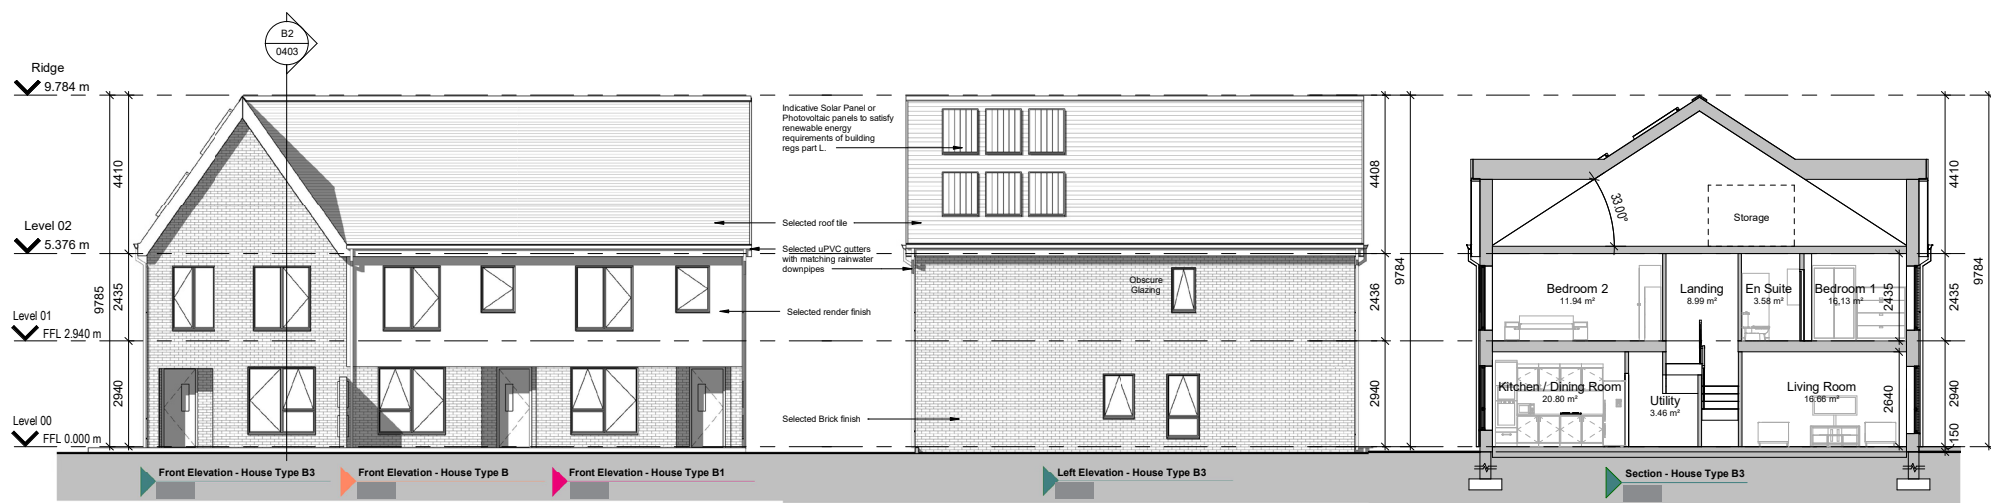 B2
0403
Ridge
9.784 m
Level 02
5.376 m
Level 01
FFL 2.940 m
Level 00
FFL 0.000 m
4410
2435
2940
9785
Indicative Solar Panel or
Photovoltaic panels to satisfy
renewable energy
requirements of building
regs part L.
Selected roof tile
Selected uPVC gutters
with matching rainwater
downpipes
Selected render finish
Selected Brick finish
Obscure
Glazing
4408
2436
2940
9784
33.00°
Storage
Bedroom 2
11.94 m²
Landing
8.99 m²
En Suite
3.58 m²
Bedroom 1
16.13 m²
2435
Kitchen / Dining Room
20.80 m²
Utility
3.46 m²
Living Room
16.66 m²
2640
4410
2435
2940
150
9784
Front Elevation - House Type B3
Front Elevation - House Type B
Front Elevation - House Type B1
Left Elevation - House Type B3
Section - House Type B3